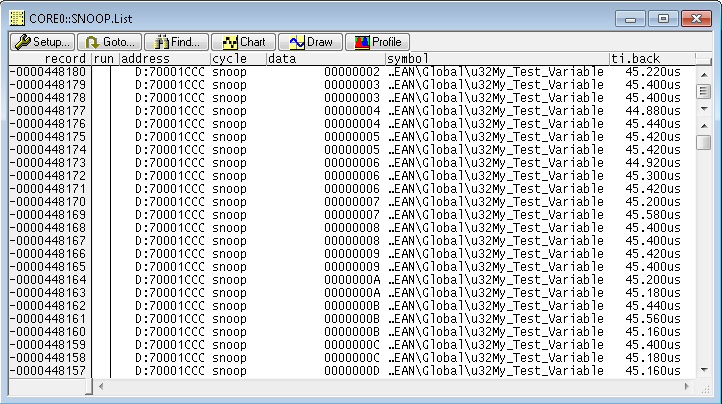 CORE0::SNOOP.List
Setup... Goto... Find... Chart Draw Profile
record run address cycle data symbol ti.back
-0000448180 D:70001CCC snoop 00000002 ..EAN\Global\u32My_Test_Variable 45.220us
-0000448179 D:70001CCC snoop 00000003 ..EAN\Global\u32My_Test_Variable 45.400us
-0000448178 D:70001CCC snoop 00000003 ..EAN\Global\u32My_Test_Variable 45.400us
-0000448177 D:70001CCC snoop 00000004 ..EAN\Global\u32My_Test_Variable 44.880us
-0000448176 D:70001CCC snoop 00000004 ..EAN\Global\u32My_Test_Variable 45.440us
-0000448175 D:70001CCC snoop 00000005 ..EAN\Global\u32My_Test_Variable 45.420us
-0000448174 D:70001CCC snoop 00000005 ..EAN\Global\u32My_Test_Variable 45.420us
-0000448173 D:70001CCC snoop 00000006 ..EAN\Global\u32My_Test_Variable 44.920us
-0000448172 D:70001CCC snoop 00000006 ..EAN\Global\u32My_Test_Variable 45.300us
-0000448171 D:70001CCC snoop 00000006 ..EAN\Global\u32My_Test_Variable 45.420us
-0000448170 D:70001CCC snoop 00000007 ..EAN\Global\u32My_Test_Variable 45.200us
-0000448169 D:70001CCC snoop 00000007 ..EAN\Global\u32My_Test_Variable 45.580us
-0000448168 D:70001CCC snoop 00000008 ..EAN\Global\u32My_Test_Variable 45.400us
-0000448167 D:70001CCC snoop 00000008 ..EAN\Global\u32My_Test_Variable 45.400us
-0000448166 D:70001CCC snoop 00000009 ..EAN\Global\u32My_Test_Variable 45.420us
-0000448165 D:70001CCC snoop 00000009 ..EAN\Global\u32My_Test_Variable 45.400us
-0000448164 D:70001CCC snoop 0000000A ..EAN\Global\u32My_Test_Variable 45.200us
-0000448163 D:70001CCC snoop 0000000A ..EAN\Global\u32My_Test_Variable 45.180us
-0000448162 D:70001CCC snoop 0000000B ..EAN\Global\u32My_Test_Variable 45.440us
-0000448161 D:70001CCC snoop 0000000B ..EAN\Global\u32My_Test_Variable 45.560us
-0000448160 D:70001CCC snoop 0000000B ..EAN\Global\u32My_Test_Variable 45.160us
-0000448159 D:70001CCC snoop 0000000C ..EAN\Global\u32My_Test_Variable 45.400us
-0000448158 D:70001CCC snoop 0000000C ..EAN\Global\u32My_Test_Variable 45.180us
-0000448157 D:70001CCC snoop 0000000D ..EAN\Global\u32My_Test_Variable 45.160us